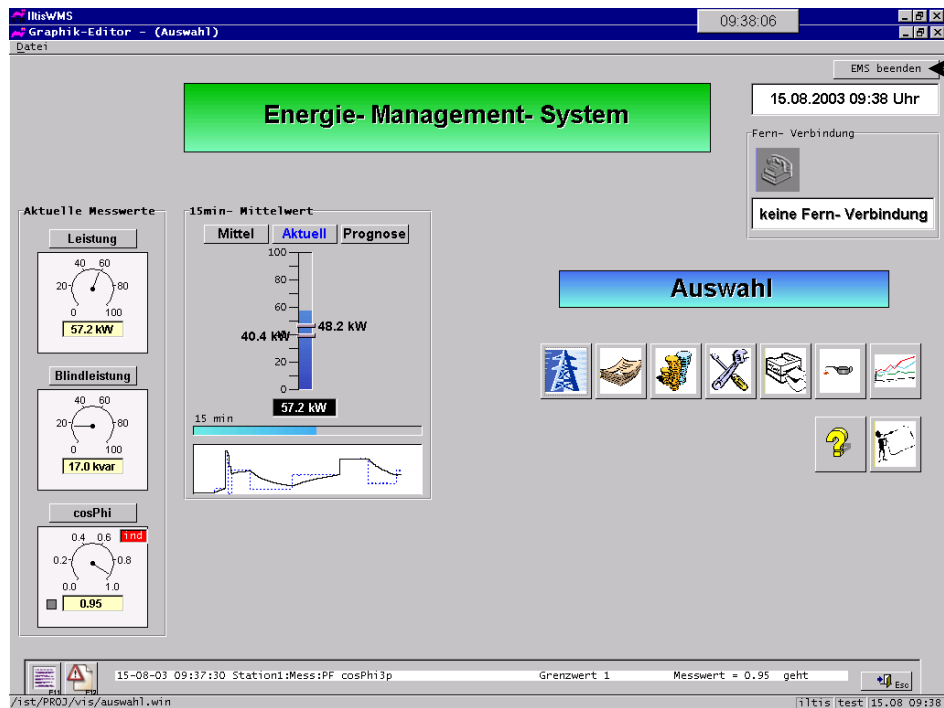 IltisWMS
09:38:06
Graphik-Editor - (Auswahl)
Datei
EMS beenden
15.08.2003 09:38 Uhr
Energie- Management- System
Fern- Verbindung
keine Fern- Verbindung
Aktuelle Messwerte
Leistung
40 60
20 80
0 100
57.2 kW
Blindleistung
40 60
20 80
0 100
17.0 kvar
cosPhi
0.4 0.6 ind
0.2 0.8
0.0 1.0
0.95
15min- Mittelwert
Mittel Aktuell Prognose
100
80
60
48.2 kW
40.4 kW
20
0
57.2 kW
15 min
Auswahl
?
F11 F12
15-08-03 09:37:30 Station1:Mess:PF cosPhi3p Grenzwert 1 Messwert = 0.95 geht
Esc
/ist/PROJ/vis/auswahl.win
iltis test 15.08 09:38